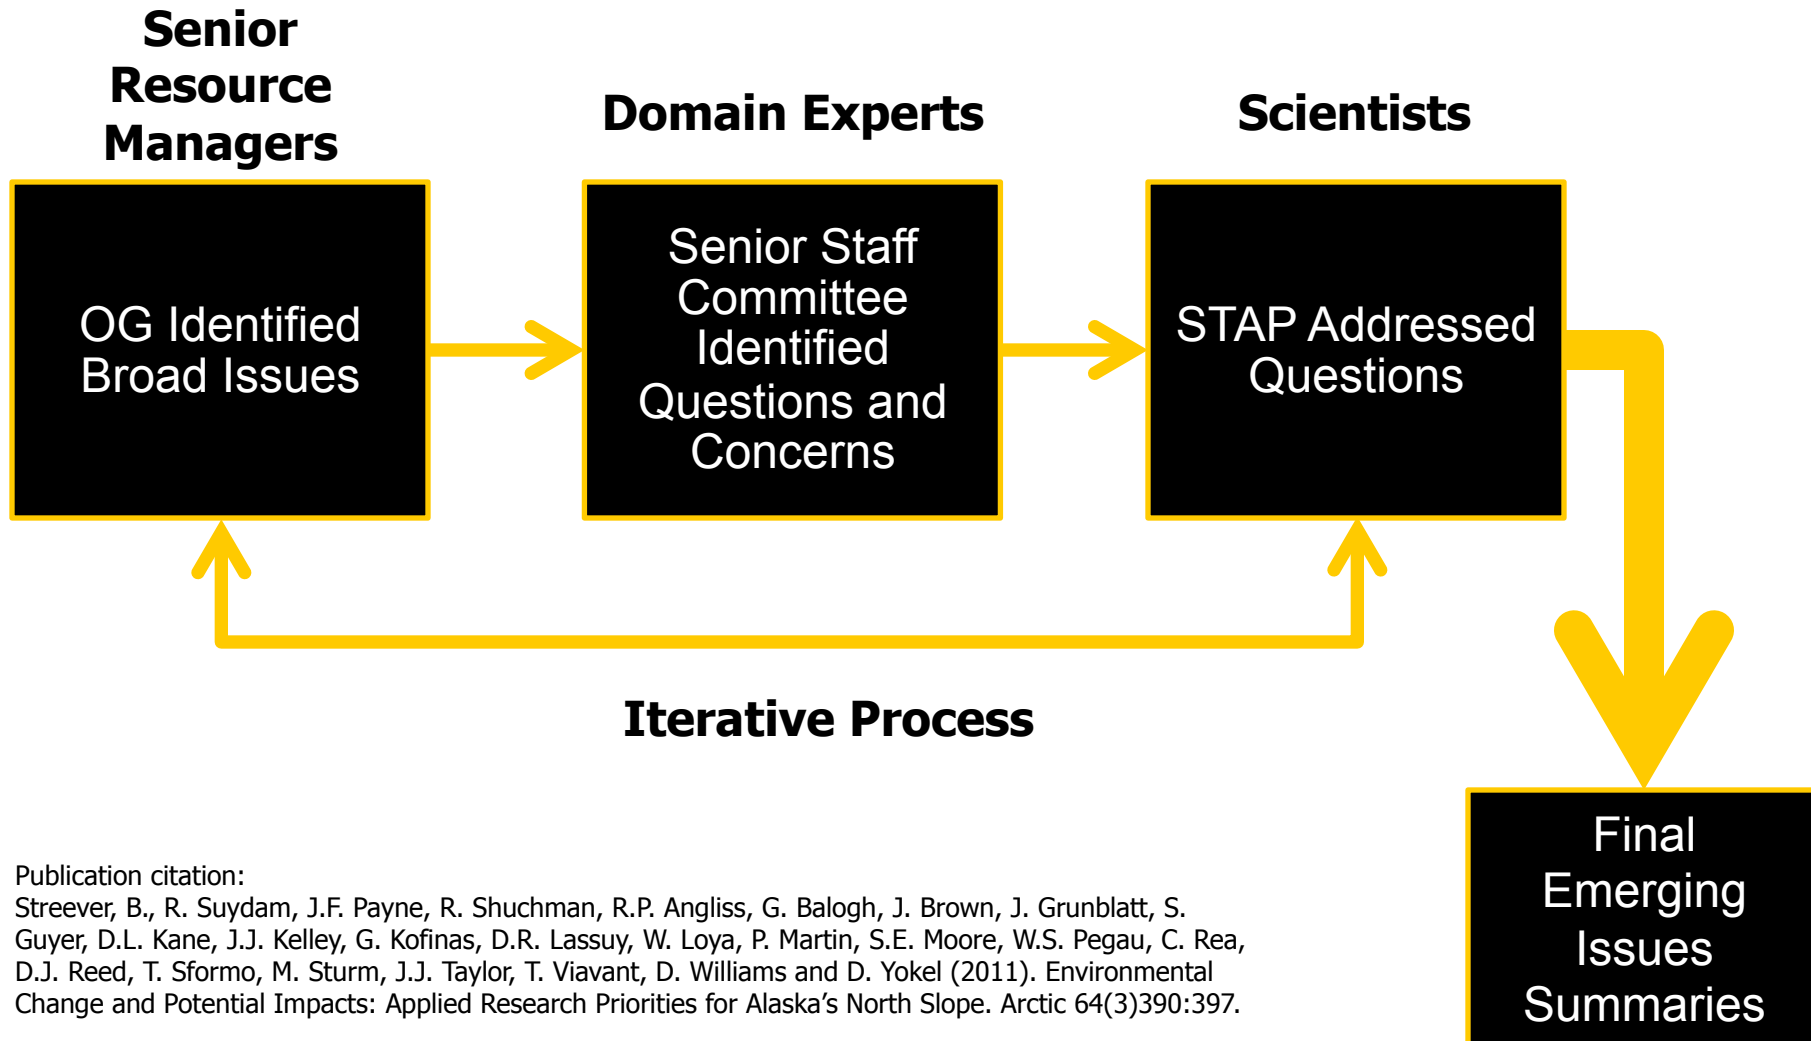 Senior
Resource
Managers
Domain Experts
Scientists
OG Identified
Broad Issues
Senior Staff
Committee
Identified
Questions and
Concerns
STAP Addressed
Questions
Iterative Process
Final
Emerging
Issues
Summaries
Publication citation:
Streever, B., R. Suydam, J.F. Payne, R. Shuchman, R.P. Angliss, G. Balogh, J. Brown, J. Grunblatt, S.
Guyer, D.L. Kane, J.J. Kelley, G. Kofinas, D.R. Lassuy, W. Loya, P. Martin, S.E. Moore, W.S. Pegau, C. Rea,
D.J. Reed, T. Sformo, M. Sturm, J.J. Taylor, T. Viavant, D. Williams and D. Yokel (2011). Environmental
Change and Potential Impacts: Applied Research Priorities for Alaska’s North Slope. Arctic 64(3)390:397.